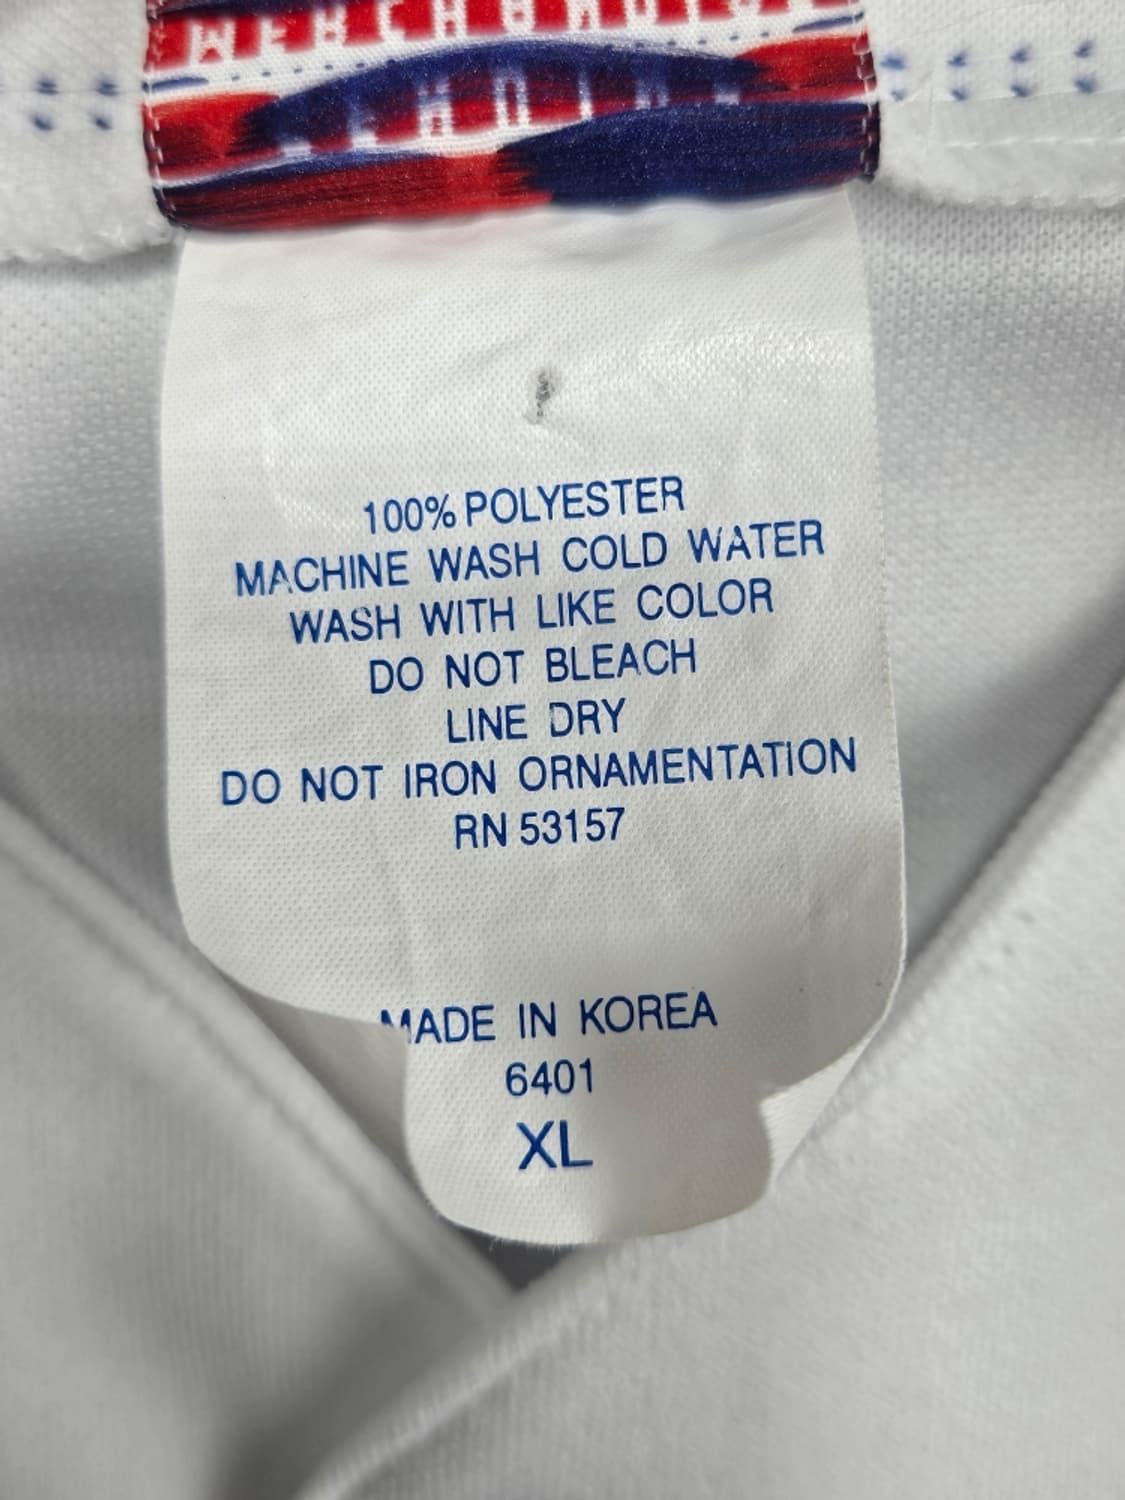 MERCHANDISE
100% POLYESTER
MACHINE WASH COLD WATER
WASH WITH LIKE COLOR
DO NOT BLEACH
LINE DRY
DO NOT IRON ORNAMENTATION
RN 53157
MADE IN KOREA
6401
XL